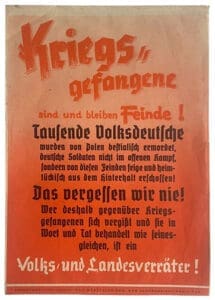 Kriegs„
gefangene
sind und bleiben Feinde!
Tausende Volksdeutsche
wurden von Polen bestialisch ermordet,
deutsche Soldaten nicht im offenen Kampf,
sondern von diesen Feinden feige und heim-
tückisch aus dem Hinterhalt erschossen!
Das vergessen wir nie!
Wer deshalb gegenüber Kriegs-
gefangenen sich vergißt und sie in
Wort und Tat behandelt wie seines-
gleichen, ist ein
Volks„und Landesverräter!